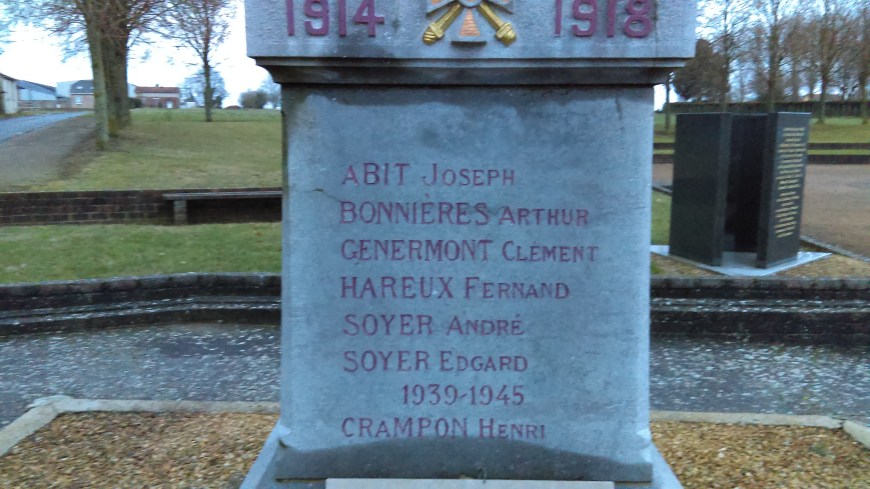 1914 1918
ABIT JOSEPH
BONNIÈRES ARTHUR
GENERMONT CLÉMENT
HAREUX FERNAND
SOYER ANDRÉ
SOYER EDGARD
1939-1945
CRAMPON HENRI